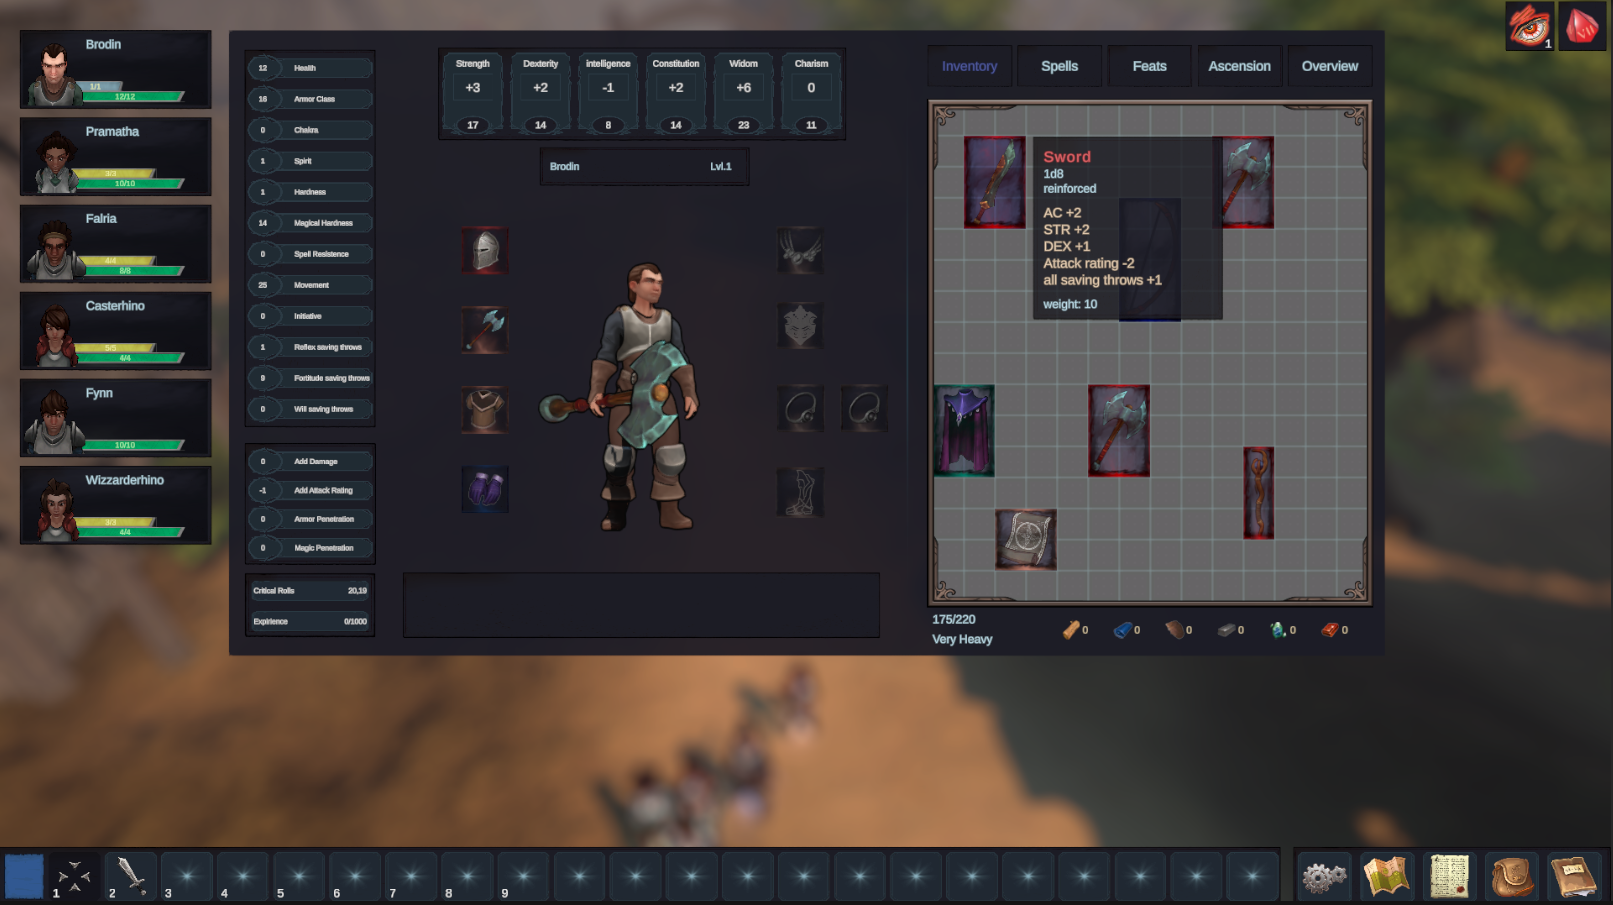 1
Brodin
1/1
12/12
Pramatha
3/3
10/10
Falria
4/4
8/8
Casterhino
5/5
4/4
Fynn
10/10
Wizzarderhino
3/3
4/4
12 Health
Armor Class
0 Chakra
1 Spirit
1 Hardness
14 Magical Hardness
0 Spell Resistence
25 Movement
0 Initiative
1 Reflex saving throws
Fortitude saving throws
0 Will saving throws
0 Add Damage
-1 Add Attack Rating
0 Armor Penetration
0 Magic Penetration
Critical Rolls 20,19
Expirience 0/1000
Strength Dexterity intelligence Constitution Widom Charism
+3 +2 -1 +2 +6 0
17 14 8 14 23 11
Brodin Lvl.1
Inventory Spells Feats Ascension Overview
Sword
1d8
reinforced
AC +2
STR +2
DEX +1
Attack rating -2
all saving throws +1
weight: 10
175/220
Very Heavy
0 0 0 0 0 0
1 2 3 4 5 6 7 8 9